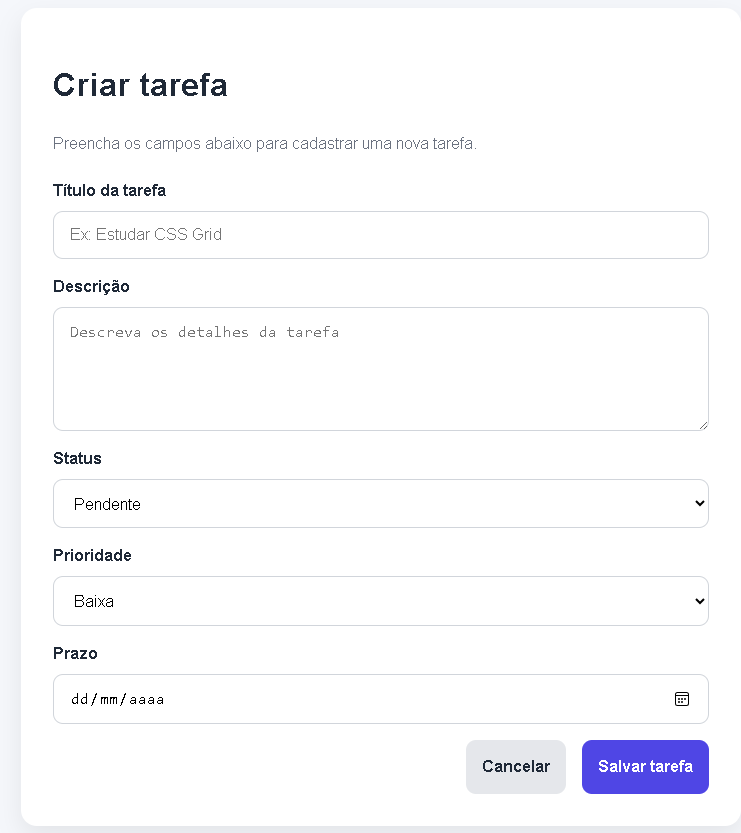 Criar tarefa
Preencha os campos abaixo para cadastrar uma nova tarefa.
Título da tarefa
Ex: Estudar CSS Grid
Descrição
Descreva os detalhes da tarefa
Status
Pendente
Prioridade
Baixa
Prazo
dd/mm/aaaa
Cancelar Salvar tarefa